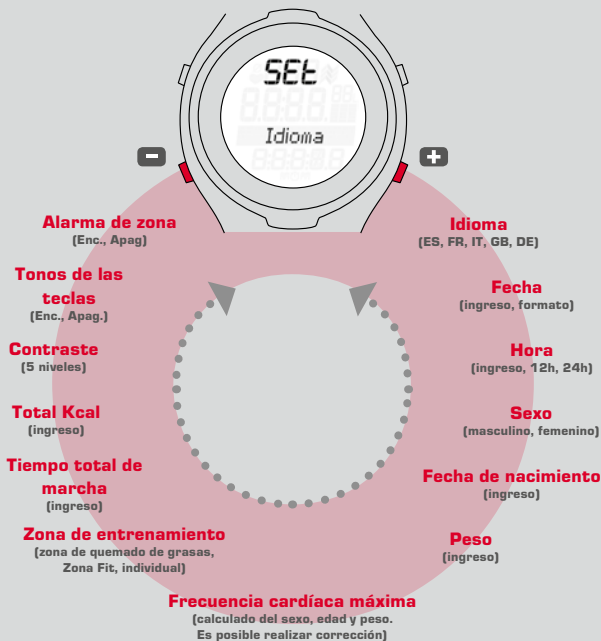 SEt
Idioma
-
+
Idioma
(ES, FR, IT, GB, DE)
Fecha
(ingreso, formato)
Hora
(ingreso, 12h, 24h)
Sexo
(masculino, femenino)
Fecha de nacimiento
(ingreso)
Peso
(ingreso)
Frecuencia cardíaca máxima
(calculado del sexo, edad y peso.
Es posible realizar corrección)
Zona de entrenamiento
(zona de quemado de grasas,
Zona Fit, individual)
Tiempo total de
marcha
(ingreso)
Total Kcal
(ingreso)
Contraste
(5 niveles)
Tonos de las
teclas
(Enc., Apag.)
Alarma de zona
(Enc., Apag)